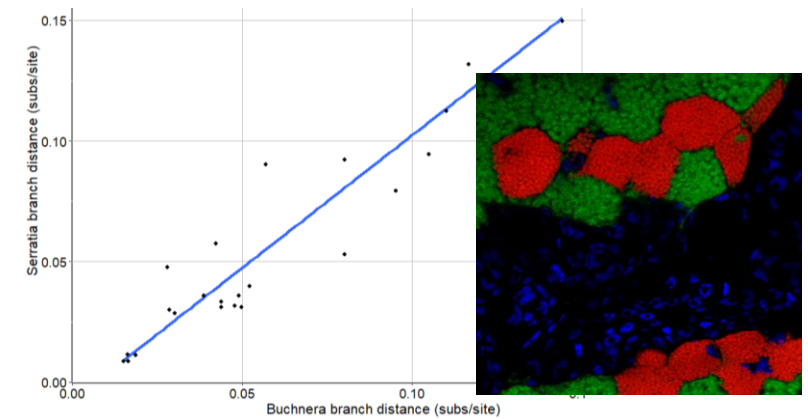 Serratia branch distance (subs/site)
0.15
0.10
0.05
0.00
0.00 0.05 0.10
Buchnnera branch distance (subs/site)